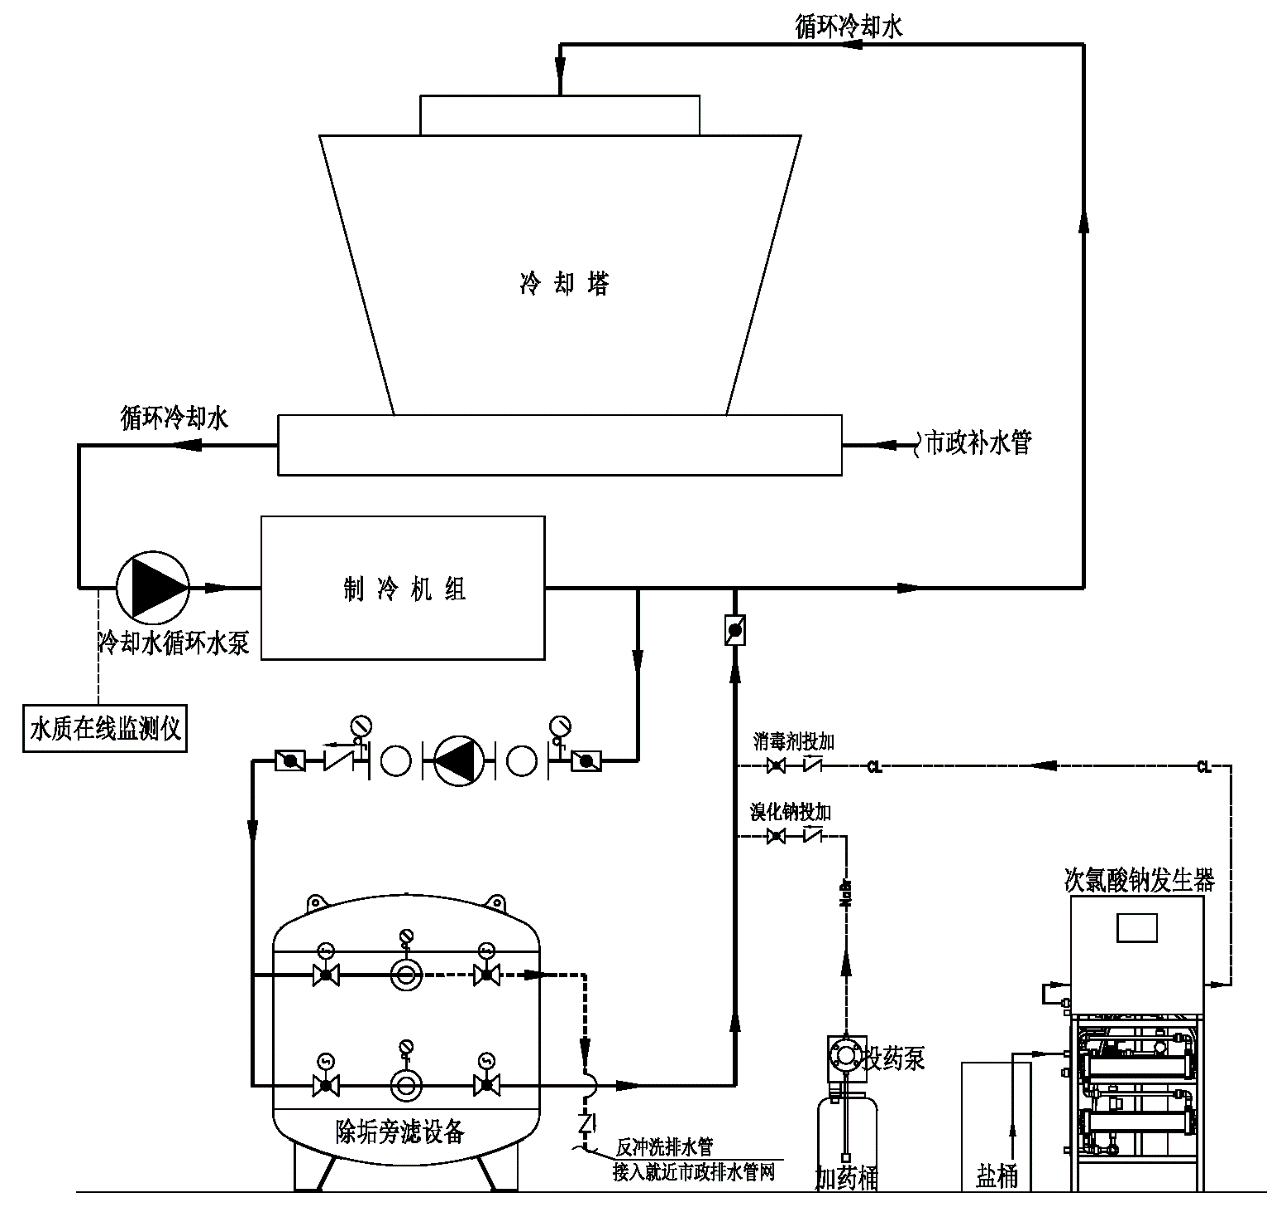 循环冷却水
冷却塔
循环冷却水
市政补水管
制冷机组
冷却水循环水泵
水质在线监测仪
消毒剂投加
CL
CL
溴化钠投加
NaBr
次氯酸钠发生器
S
S
S
S
投药泵
除垢旁滤设备
反冲洗排水管
接入就近市政排水管网
加药桶
盐桶